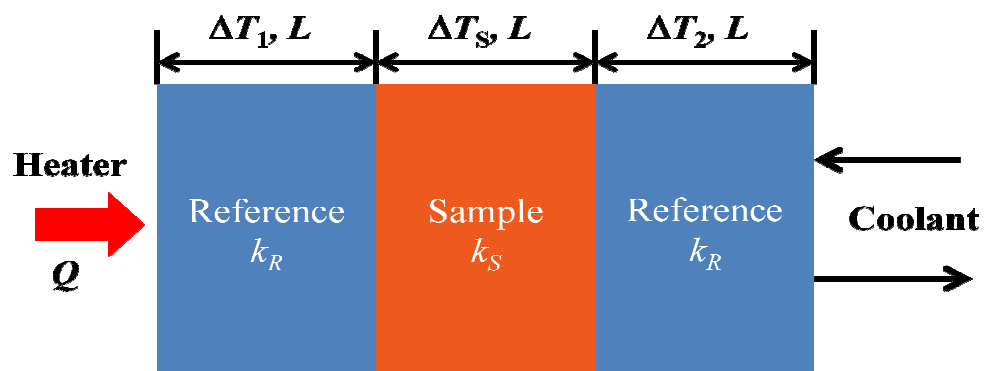 ΔT₁, L
ΔTS, L
ΔT₂, L
Heater
Q
Reference
kR
Sample
kS
Reference
kR
Coolant